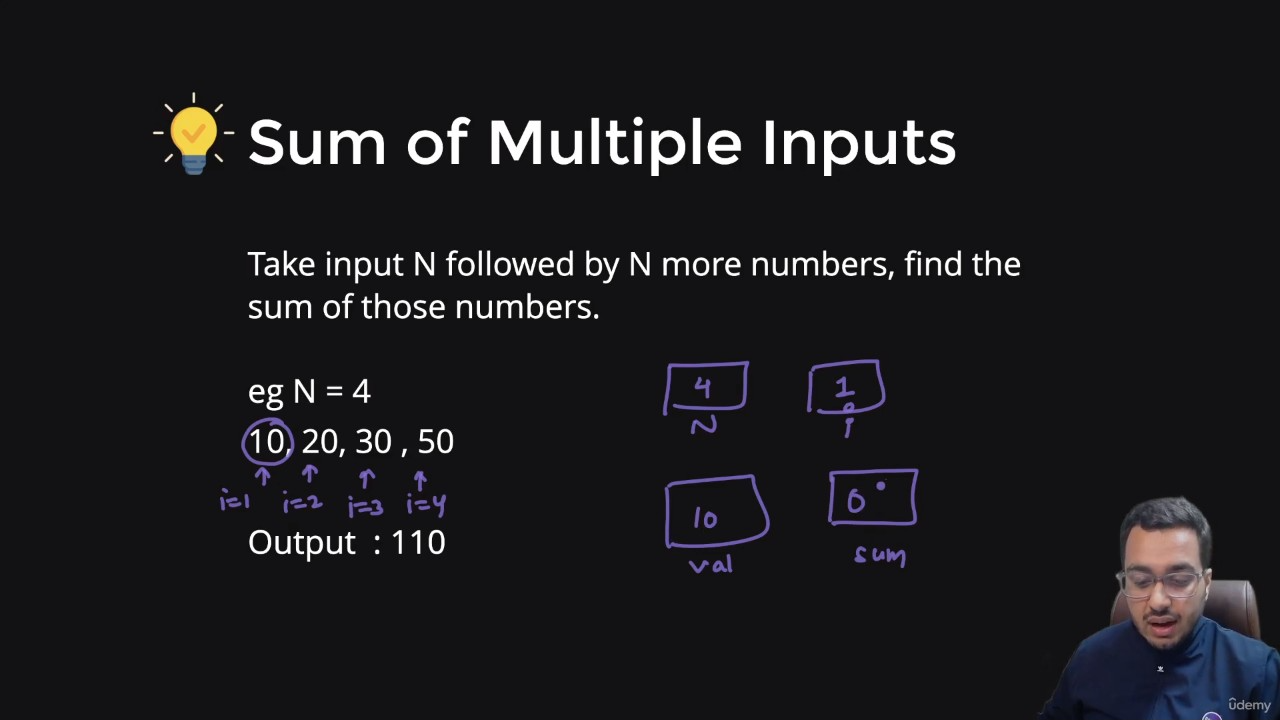 Sum of Multiple Inputs
Take input N followed by N more numbers, find the
sum of those numbers.
eg N = 4
10, 20, 30 , 50
i=1 i=2 i=3 i=4
Output : 110
4 1
N i
10 0
val sum
ûdemy